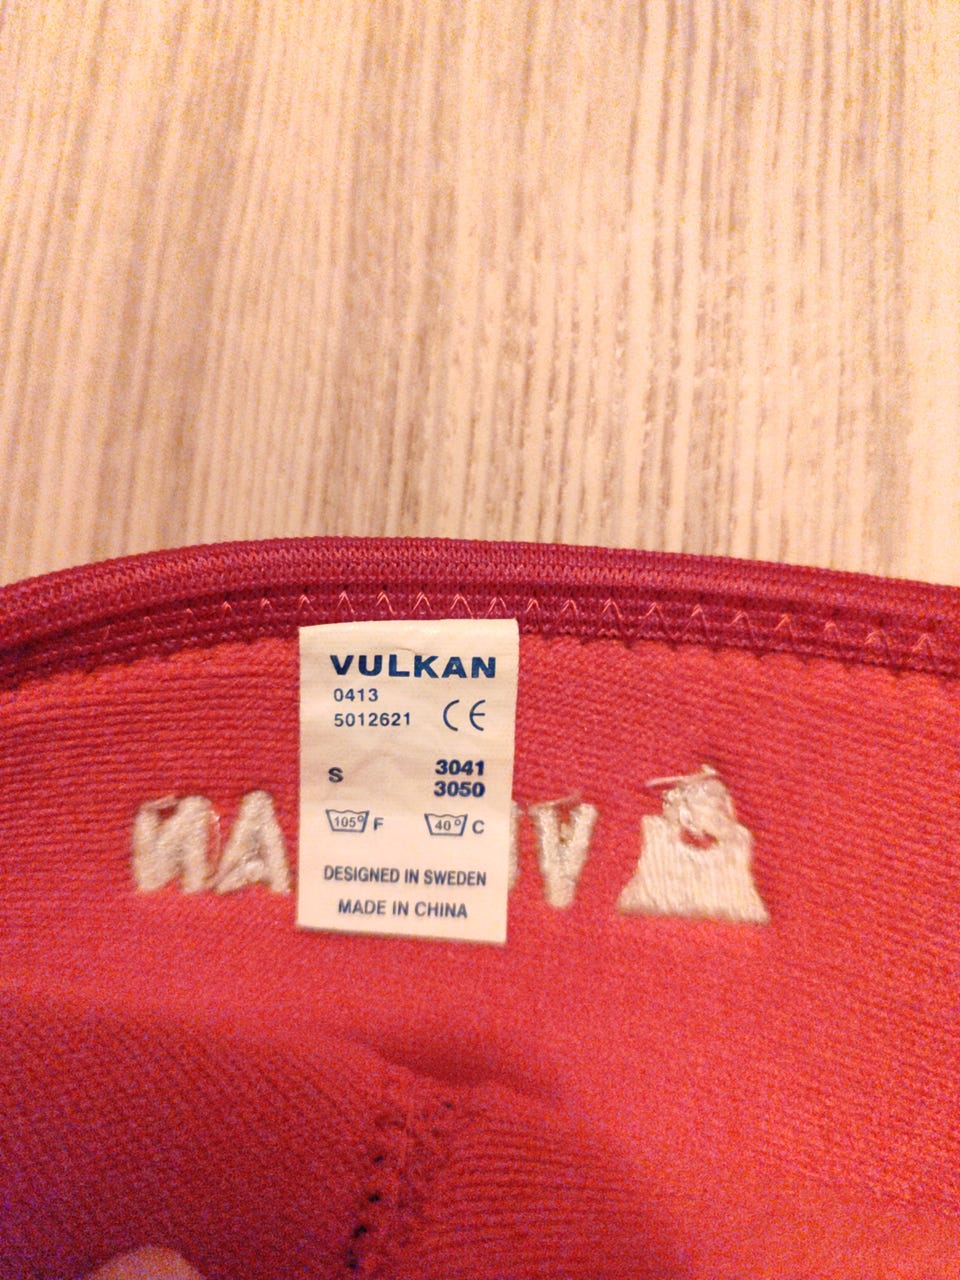 VULKAN
0413
5012621 CE
S 3041
3050
105° F 40° C
DESIGNED IN SWEDEN
MADE IN CHINA